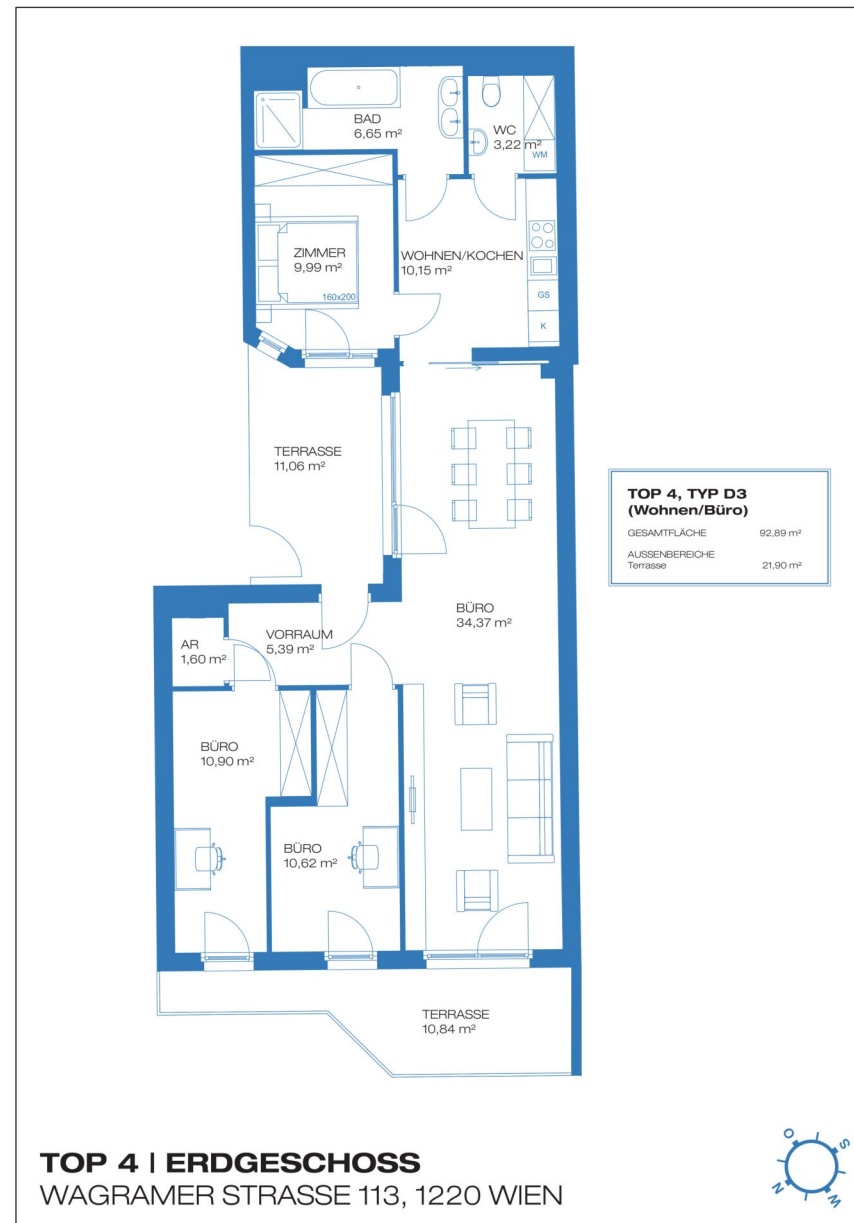 BAD
6,65 m²
WC
3,22 m²
WM
ZIMMER
9,99 m²
160x200
WOHNEN/KOCHEN
10,15 m²
GS
K
TERRASSE
11,06 m²
TOP 4, TYP D3
(Wohnen/Büro)
GESAMTFLÄCHE 92,89 m²
AUSSENBEREICHE
Terrasse 21,90 m²
BÜRO
34,37 m²
AR
1,60 m²
VORRAUM
5,39 m²
BÜRO
10,90 m²
BÜRO
10,62 m²
TERRASSE
10,84 m²
TOP 4 | ERDGESCHOSS
WAGRAMER STRASSE 113, 1220 WIEN
O
S
N
W